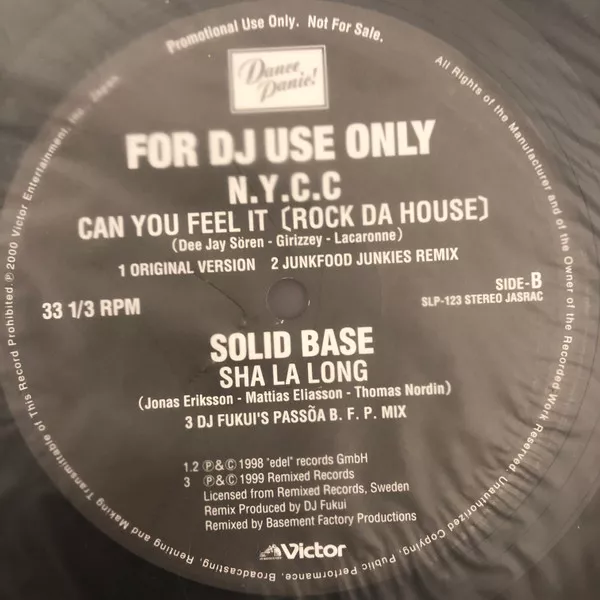 Promotional Use Only. Not For Sale.
Dance
Panic!
All Rights of the Manufacturer and of the Owner of the Recorded Work Reserved. Unauthorized Copying, Public Performance, Broadcasting, Renting and Making Transmirable of This Record Prohibited. ℗ 2000 Victor Entertainment, Inc. Japan.
FOR DJ USE ONLY
N.Y.C.C
CAN YOU FEEL IT〔ROCK DA HOUSE〕
(Dee Jay Sören - Girizzey - Lacaronne)
1 ORIGINAL VERSION 2 JUNKFOOD JUNKIES REMIX
33 1/3 RPM
SIDE-B
SLP-123 STEREO JASRAC
SOLID BASE
SHA LA LONG
(Jonas Eriksson - Mattias Eliasson - Thomas Nordin)
3 DJ FUKUI'S PASSÕA B. F. P. MIX
1.2 ℗&© 1998 "edel" records GmbH
3 ℗&© 1999 Remixed Records
Licensed from Remixed Records, Sweden
Remix Produced by DJ Fukui
Remixed by Basement Factory Productions
Victor